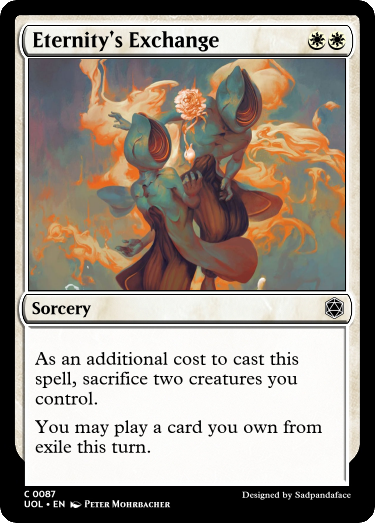 Eternity's Exchange
Sorcery
As an additional cost to cast this
spell, sacrifice two creatures you
control.
You may play a card you own from
exile this turn.
C 0087
UOL • EN Peter Mohrbacher
Designed by Sadpandaface